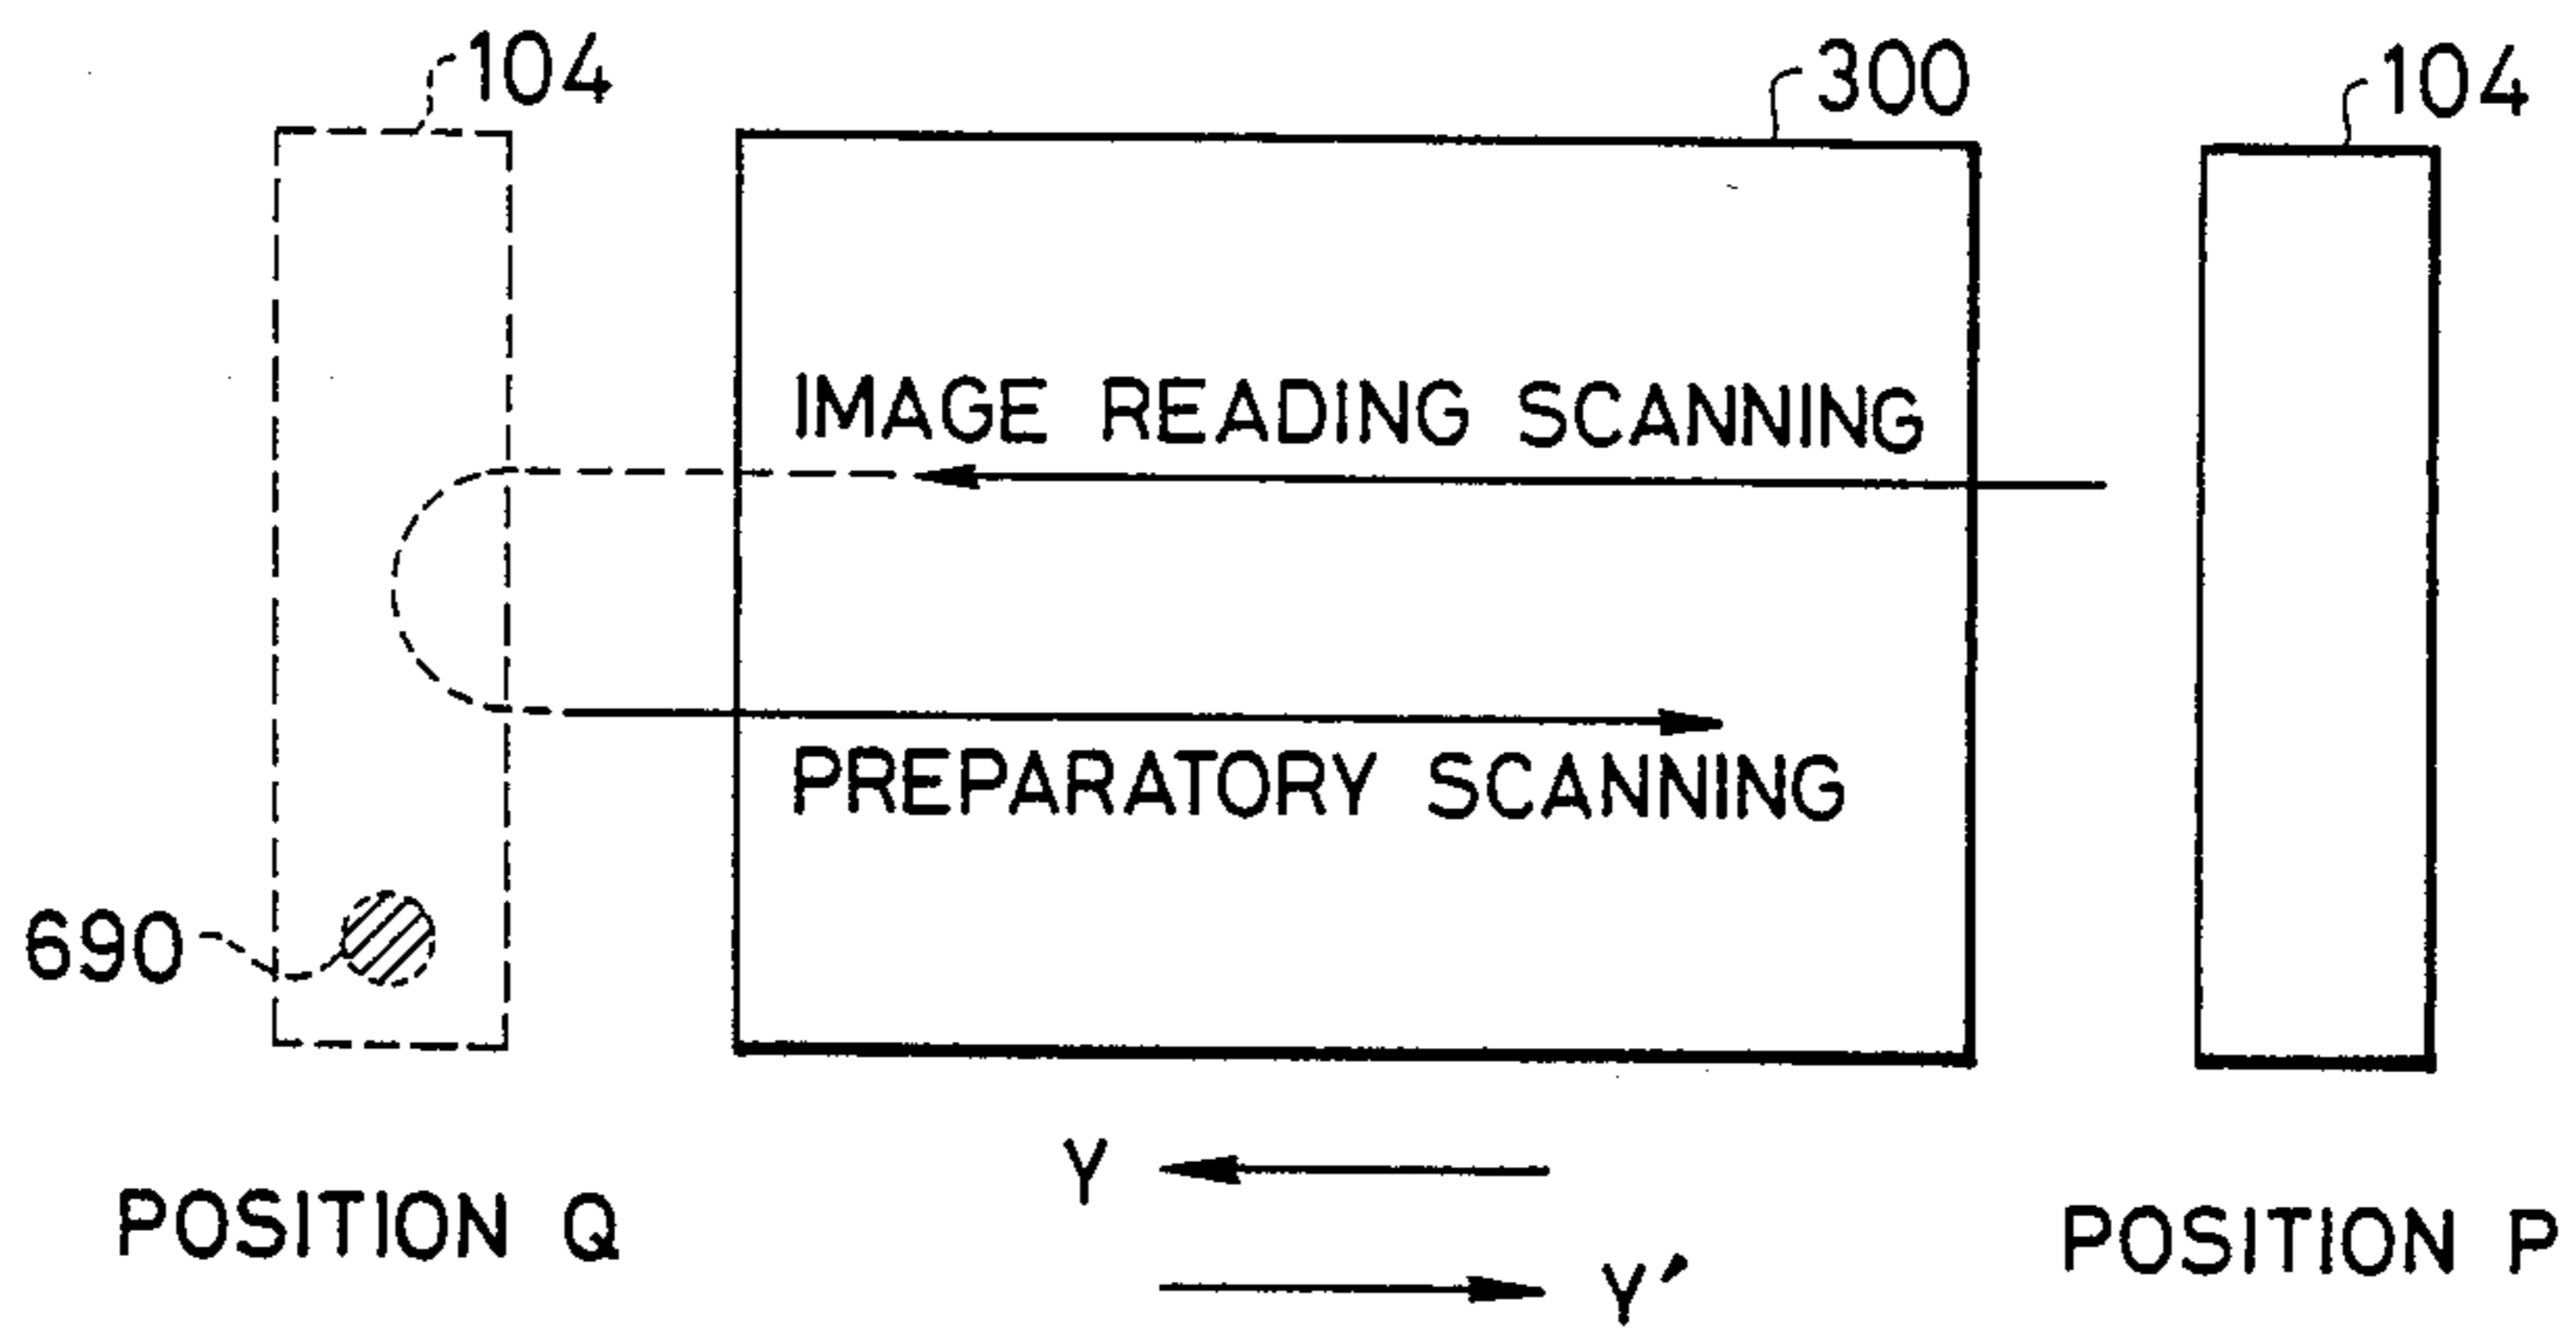 104
300
104
IMAGE READING SCANNING
PREPARATORY SCANNING
690
Y
POSITION Q
POSITION P
Y'